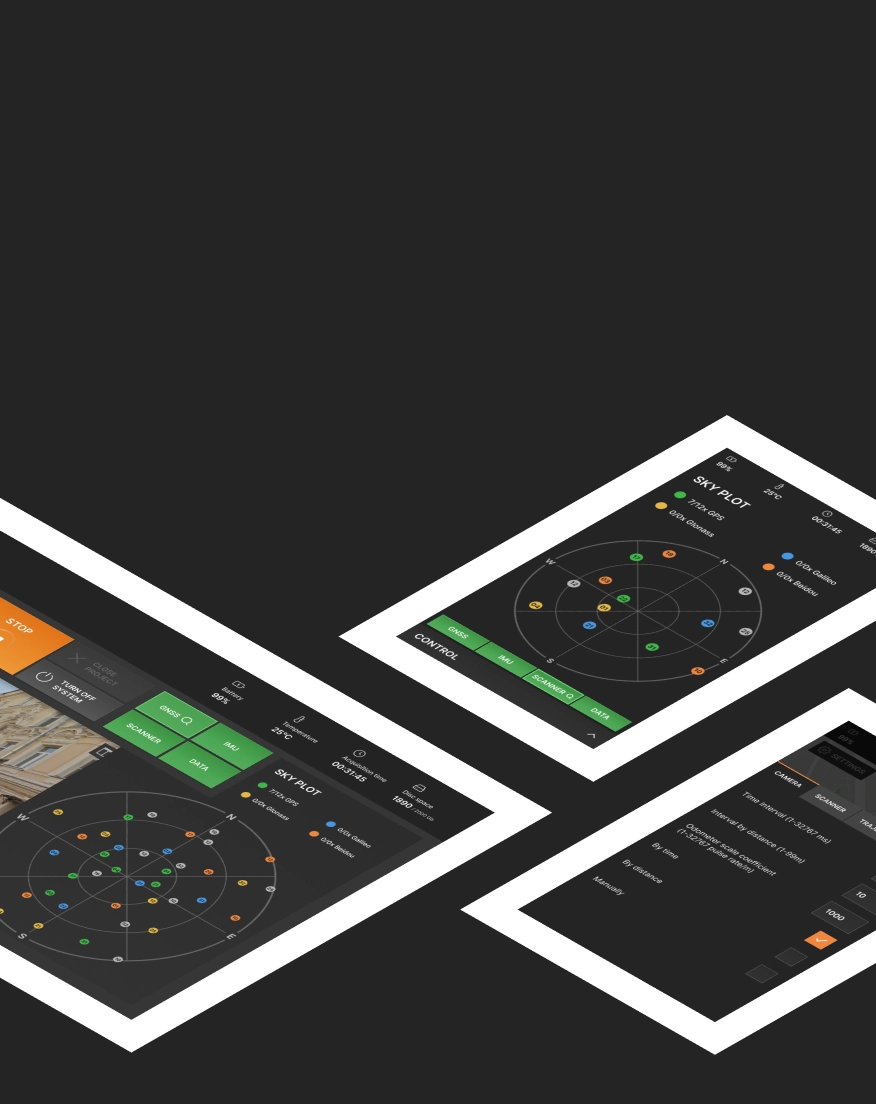 STOP
CLOSE
PROJECT
TURN OFF
SYSTEM
GNSS
IMU
SCANNER
DATA
Battery
99%
Temperature
25°C
Acquisition time
00:31:45
Disc space
1890 / 2000 GB
SKY PLOT
7/12x GPS
0/0x Glonass
0/0x Galileo
0/0x Beidou
W
N
S
E
99%
25°C
00:31:45
1890
SKY PLOT
7/12x GPS
0/0x Glonass
0/0x Galileo
0/0x Beidou
W
N
S
E
GNSS
IMU
SCANNER
DATA
CONTROL
99%
SETTINGS
CAMERA
SCANNER
Time interval (1-32767 ms)
Interval by distance (1-99m)
Odometer scale coefficient
(1-32767 pulse rate/m)
By time
By distance
Manually
10
1000